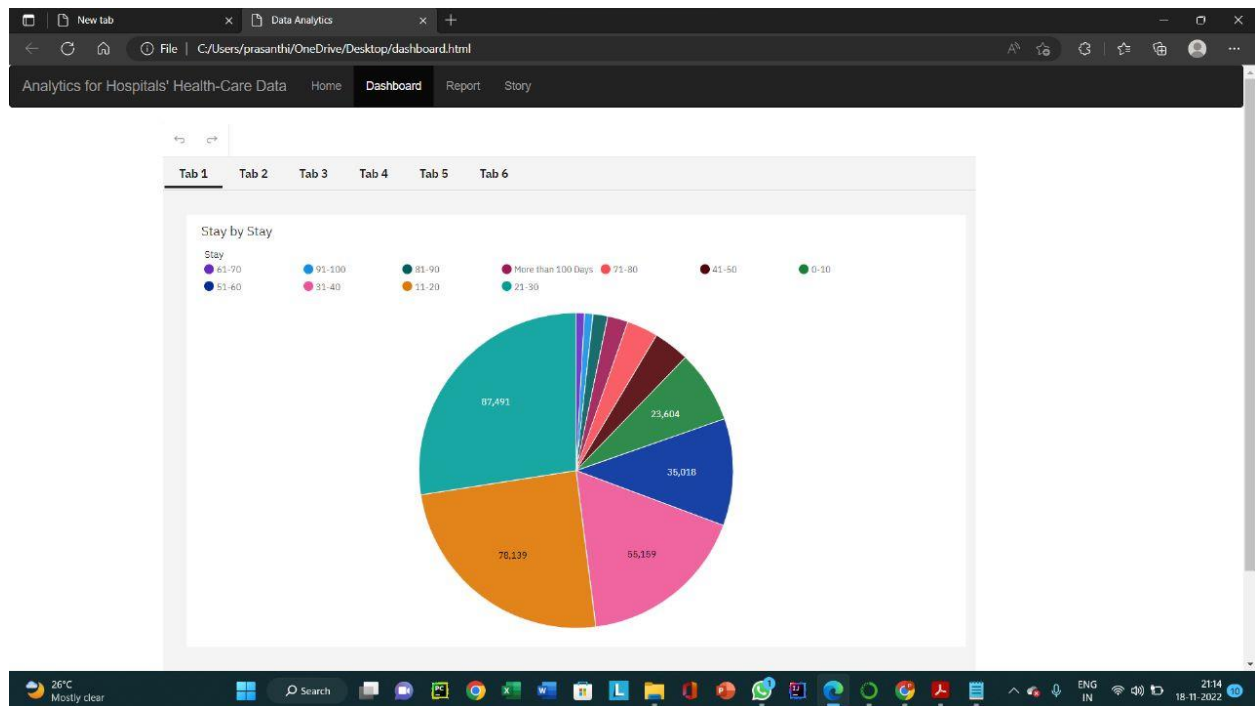 New tab
Data Analytics
File | C:/Users/prasanthi/OneDrive/Desktop/dashboard.html
Analytics for Hospitals' Health-Care Data Home Dashboard Report Story
Tab 1 Tab 2 Tab 3 Tab 4 Tab 5 Tab 6
Stay by Stay
Stay
61-70 91-100 81-90 More than 100 Days 71-80 41-50 0-10
51-60 31-40 11-20 21-30
87,491
23,604
35,018
78,139
55,159
26°C
Mostly clear
Search
ENG
IN
21:14
18-11-2022
10